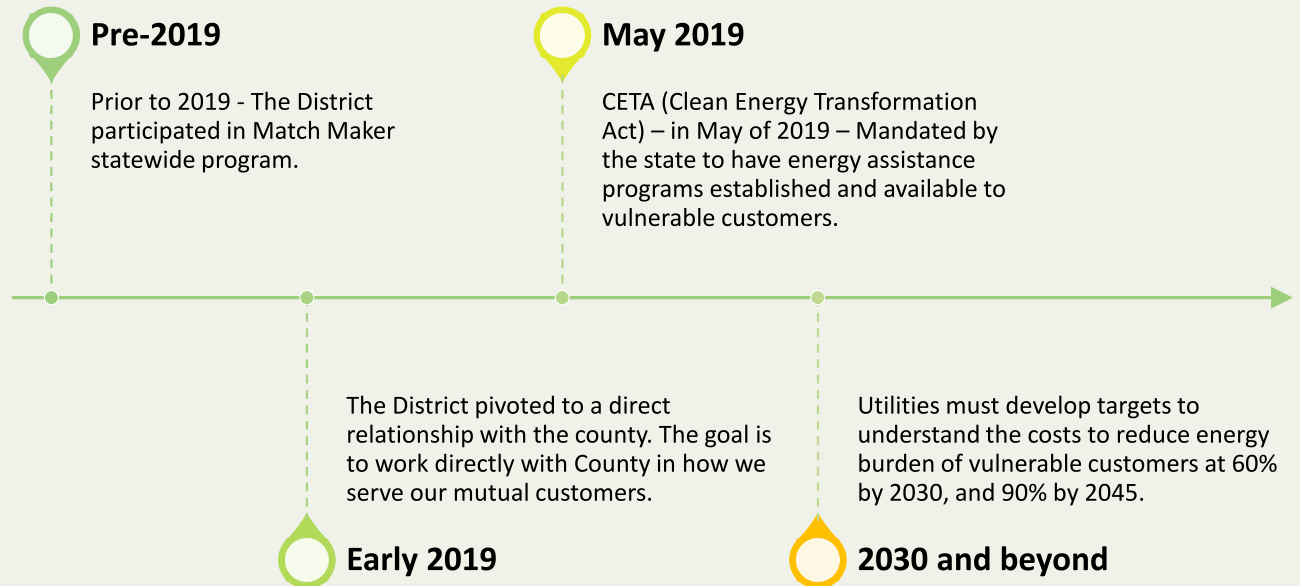 Pre-2019
Prior to 2019 - The District
participated in Match Maker
statewide program.
May 2019
CETA (Clean Energy Transformation
Act) – in May of 2019 – Mandated by
the state to have energy assistance
programs established and available to
vulnerable customers.
The District pivoted to a direct
relationship with the county. The goal is
to work directly with County in how we
serve our mutual customers.
Early 2019
Utilities must develop targets to
understand the costs to reduce energy
burden of vulnerable customers at 60%
by 2030, and 90% by 2045.
2030 and beyond